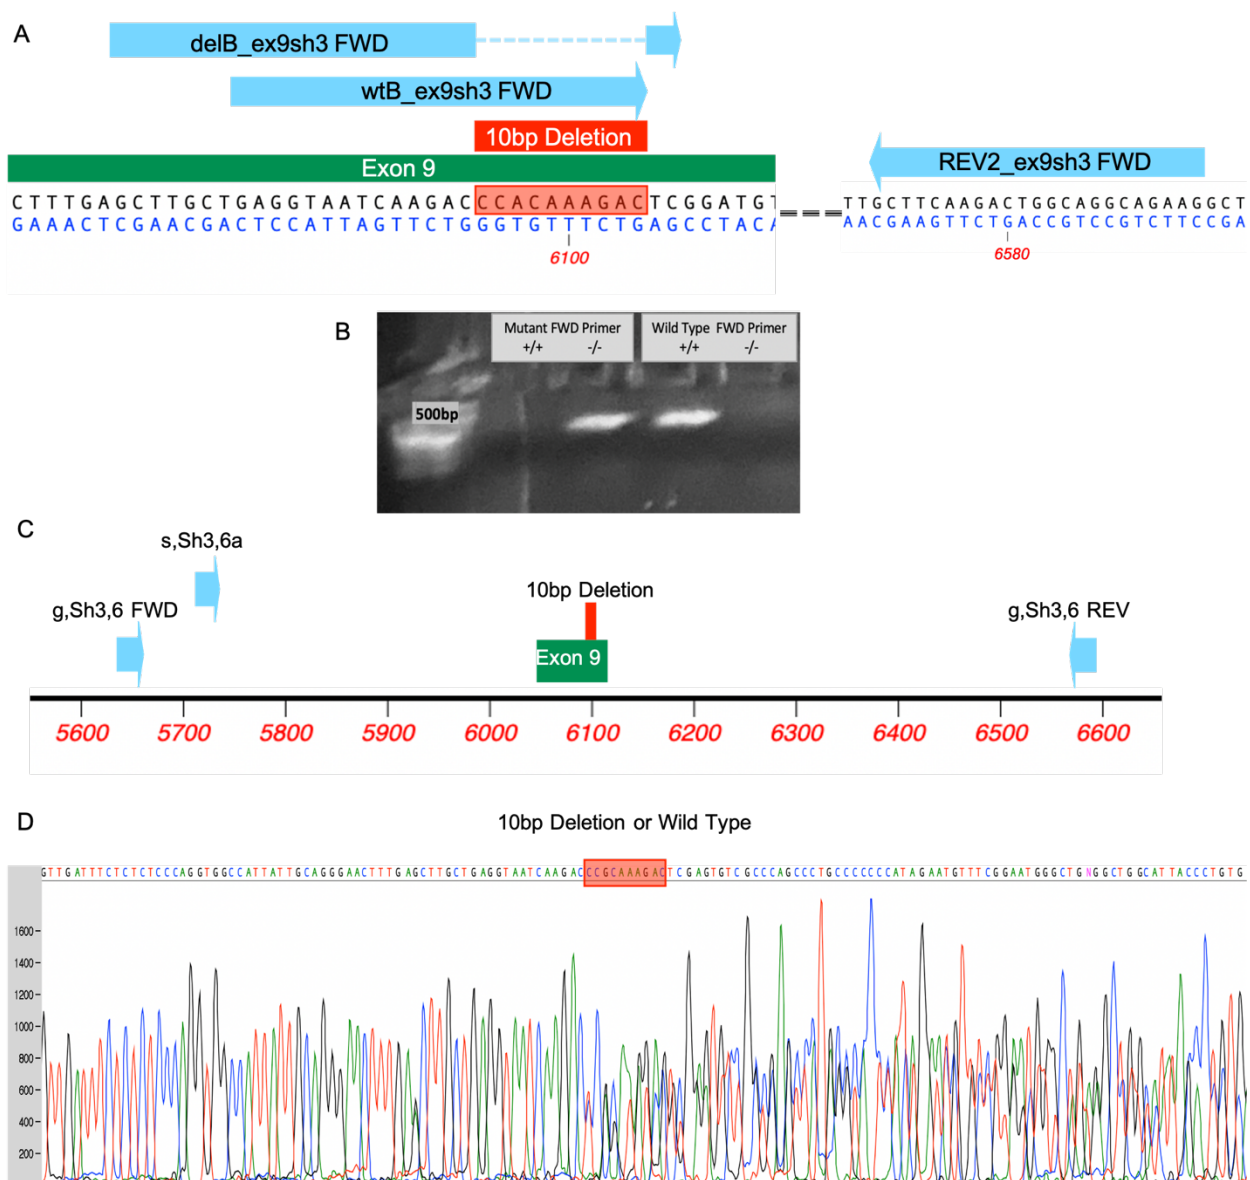 A
delB_ex9sh3 FWD
wtB_ex9sh3 FWD
10bp Deletion
Exon 9
REV2_ex9sh3 FWD
CTTTGAGCTTGCTGAGGTAATCAAGACCCACAAAGACTCGGATGT
GAAACTCGAACGACTCCATTAGTTCTGGGTGTTTCTGAGCCTACA
6100
TTGCTTCAAGACTGGCAGGCAGAAGGCT
AACGAAGTTCTGACCGTCCGTCTTCCGA
6580
B
Mutant FWD Primer
+/+ -/-
Wild Type FWD Primer
+/+ -/-
500bp
C
s,Sh3,6a
g,Sh3,6 FWD
10bp Deletion
g,Sh3,6 REV
Exon 9
5600 5700 5800 5900 6000 6100 6200 6300 6400 6500 6600
D
10bp Deletion or Wild Type
GTTGATTTCTCTCTCCCAGGTGGCCATTATTGCAGGGAACTTTGAGCTTGCTGAGGTAATCAAGACCCGCAAAGACTCGAGTGTCGCCCAGCCCTGCCCCCCCATAGAATGTTTCGGAATGGGCTGNGGCTGGCATTACCCTGTG
1600
1400
1200
1000
800
600
400
200